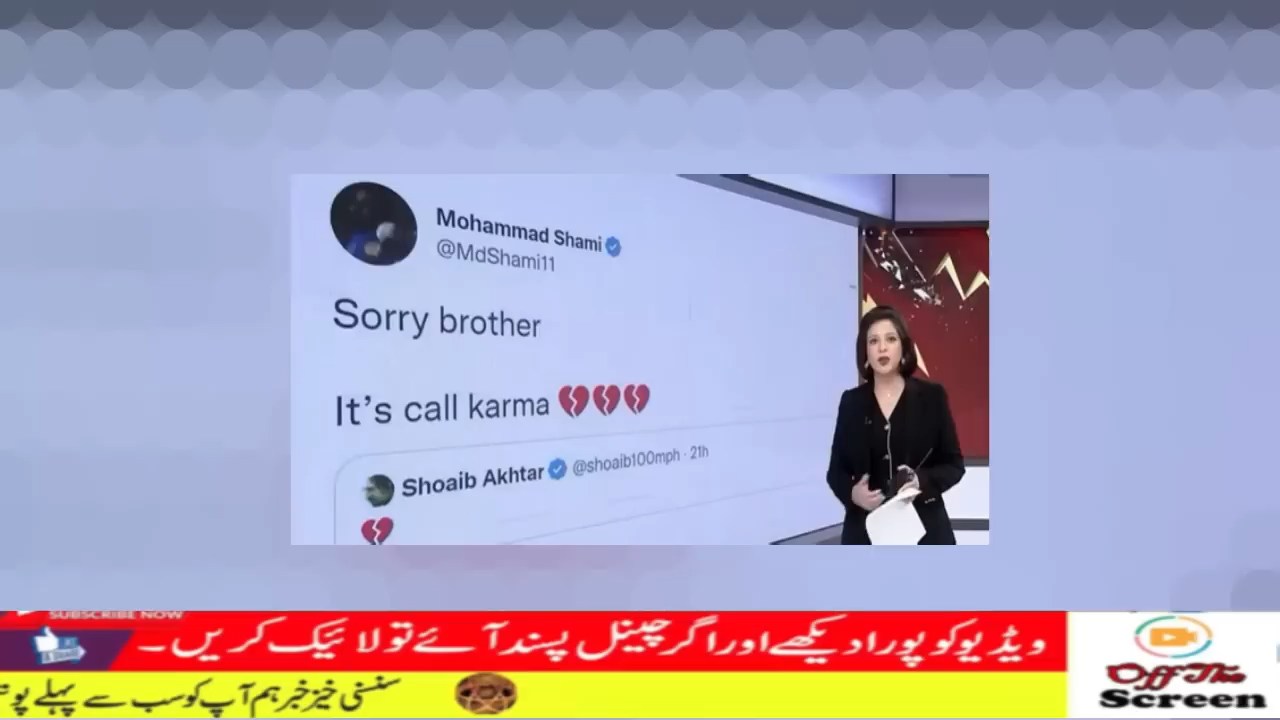 Mohammad Shami
@MdShami11
Sorry brother
It's call karma 💔💔💔
Shoaib Akhtar @shoaib100mph · 21h
💔
SUBSCRIBE NOW
ویڈیو کو پورا دیکھے اور اگر چینل پسند آئے تو لائیک کریں۔
سنسنی خیز خبر ہم آپ کو سب سے پہلے
Off The
Screen